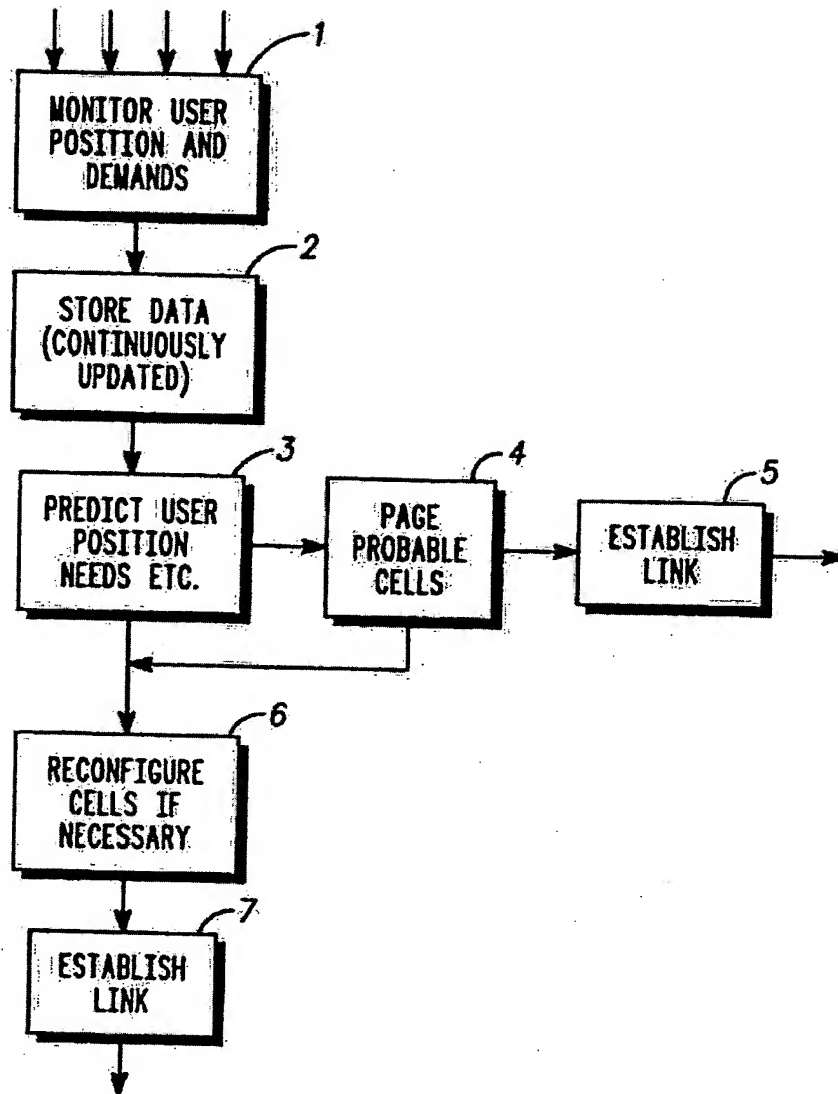 1
MONITOR USER
POSITION AND
DEMANDS
2
STORE DATA
(CONTINUOUSLY
UPDATED)
3
PREDICT USER
POSITION
NEEDS ETC.
4
PAGE
PROBABLE
CELLS
5
ESTABLISH
LINK
6
RECONFIGURE
CELLS IF
NECESSARY
7
ESTABLISH
LINK